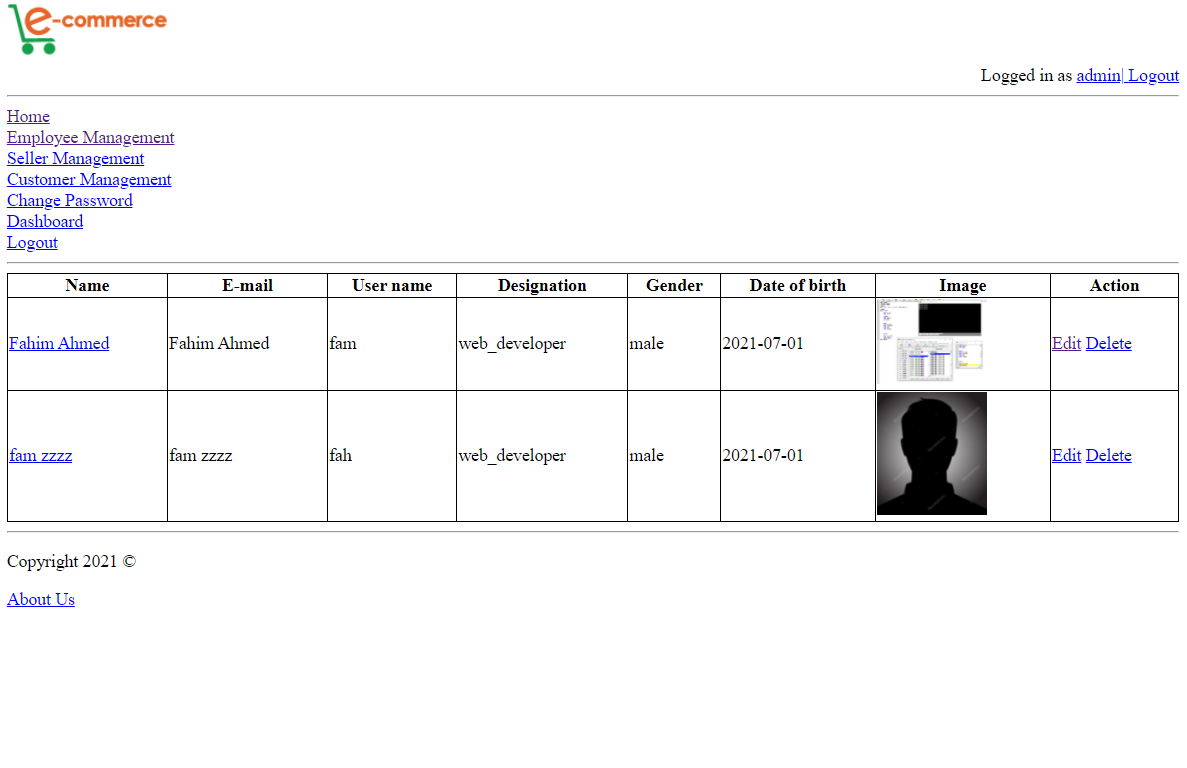 e-commerce
Logged in as admin| Logout
Home
Employee Management
Seller Management
Customer Management
Change Password
Dashboard
Logout
Name E-mail User name Designation Gender Date of birth Image Action
Fahim Ahmed Fahim Ahmed fam web_developer male 2021-07-01 Edit Delete
fam zzzz fam zzzz fah web_developer male 2021-07-01 Edit Delete
Copyright 2021 ©
About Us